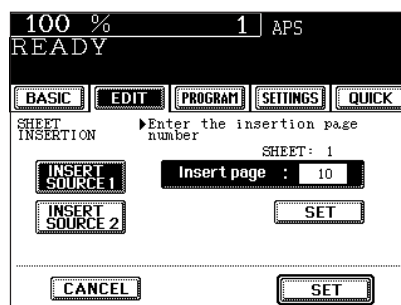 100 % 1 APS
READY
BASIC EDIT PROGRAM SETTINGS QUICK
SHEET INSERTION
▶Enter the insertion page number
SHEET: 1
INSERT SOURCE 1
Insert page : 10
INSERT SOURCE 2
SET
CANCEL SET